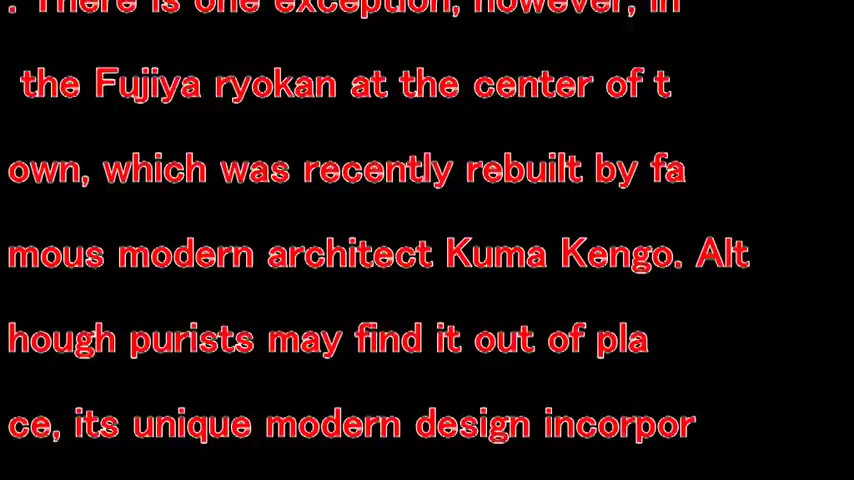 . There is one exception, however, in
the Fujiya ryokan at the center of t
own, which was recently rebuilt by fa
mous modern architect Kuma Kengo. Alt
hough purists may find it out of pla
ce, its unique modern design incorpor